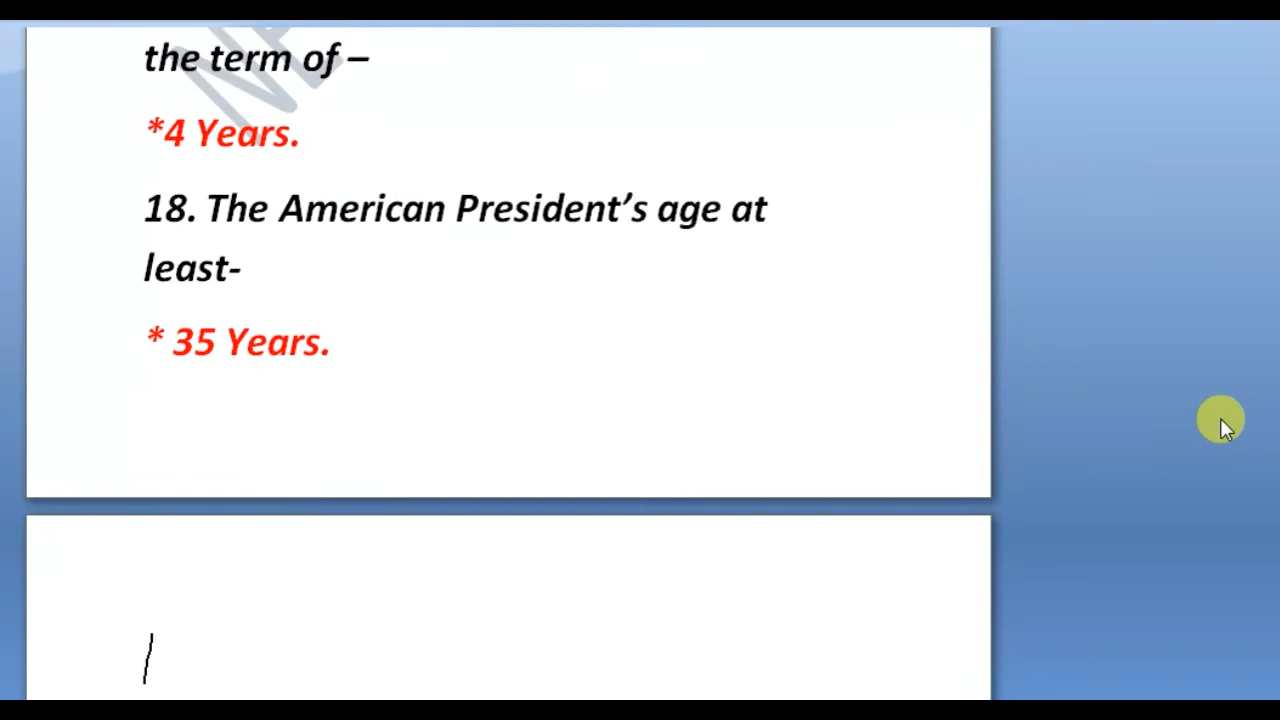 the term of –
*4 Years.
18. The American President’s age at
least-
* 35 Years.